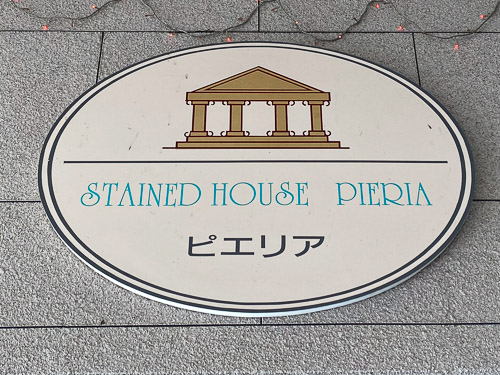 STAINED HOUSE PIERIA
ピエリア